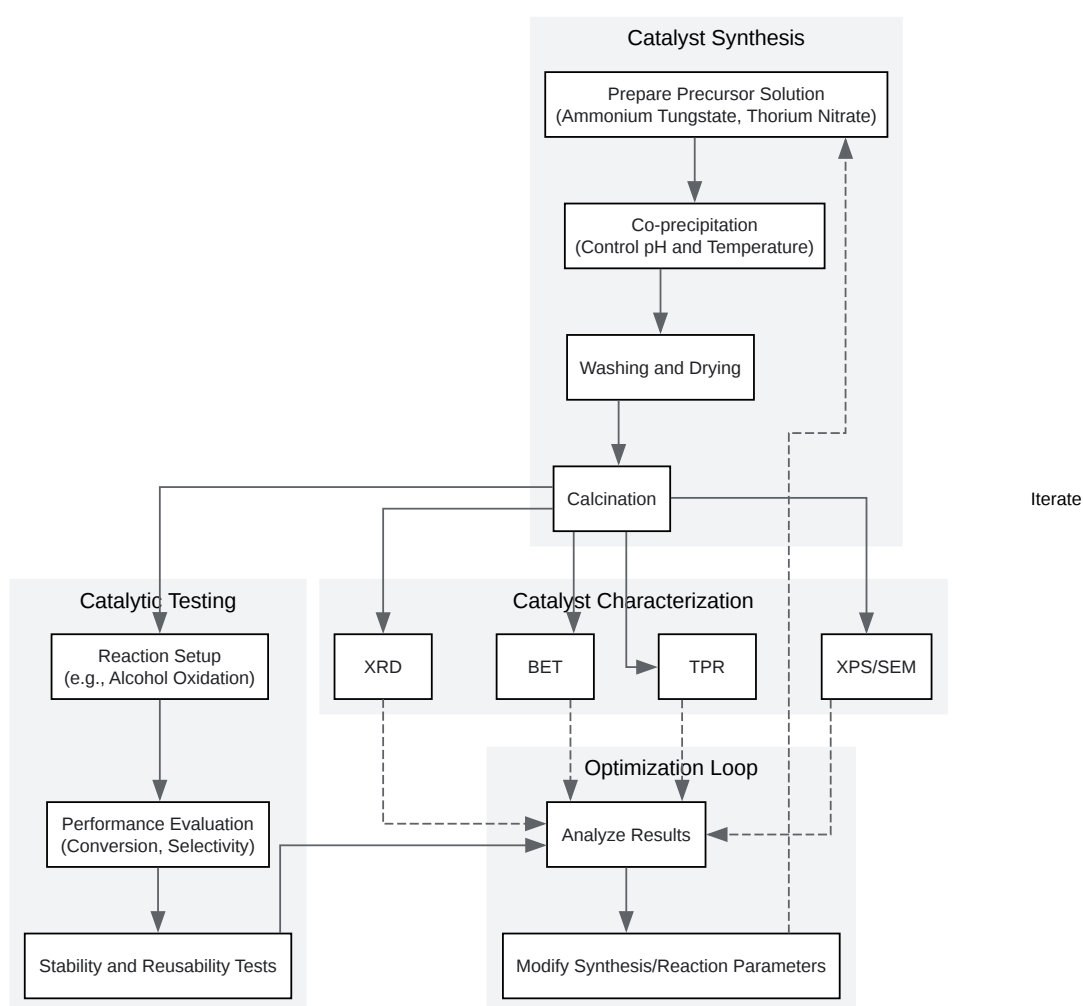 Catalyst Synthesis
Prepare Precursor Solution
(Ammonium Tungstate, Thorium Nitrate)
Co-precipitation
(Control pH and Temperature)
Washing and Drying
Calcination
Iterate
Catalytic Testing
Catalyst Characterization
Reaction Setup
(e.g., Alcohol Oxidation)
XRD
BET
TPR
XPS/SEM
Optimization Loop
Performance Evaluation
(Conversion, Selectivity)
Analyze Results
Stability and Reusability Tests
Modify Synthesis/Reaction Parameters